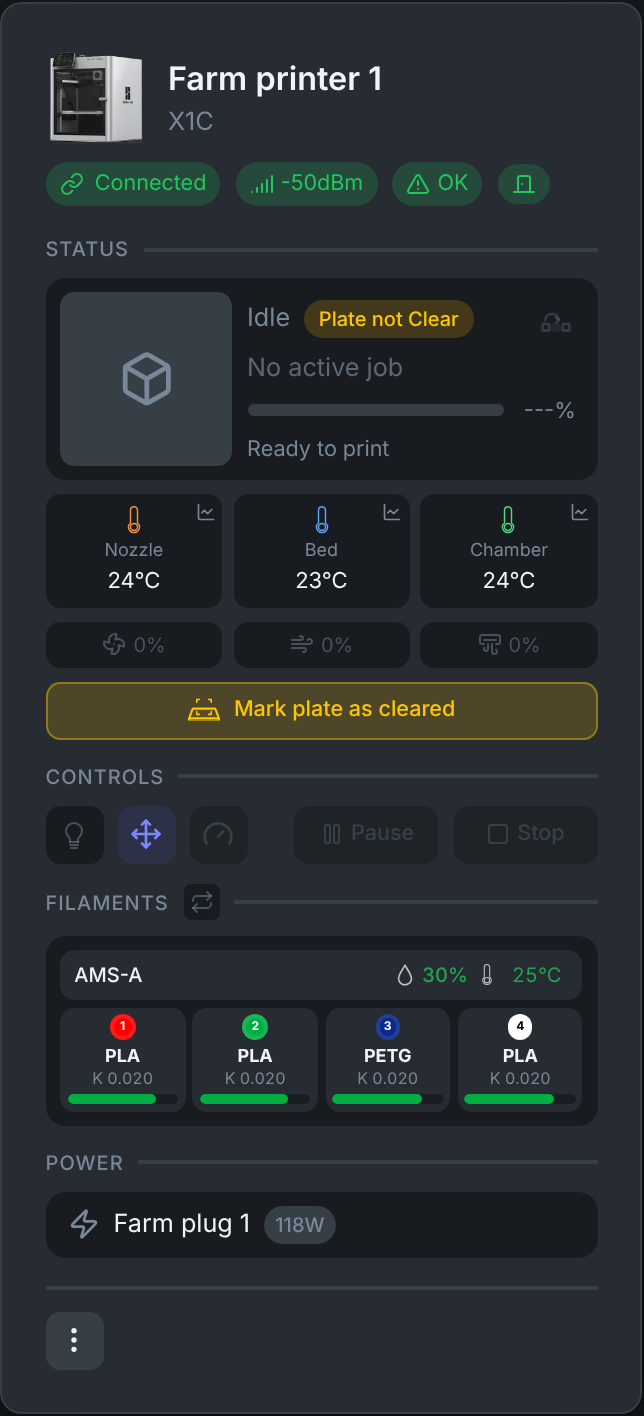 Farm printer 1
X1C
Connected -50dBm OK
STATUS
Idle Plate not Clear
No active job
---%
Ready to print
Nozzle Bed Chamber
24°C 23°C 24°C
0% 0% 0%
Mark plate as cleared
CONTROLS
Pause Stop
FILAMENTS
AMS-A 30% 25°C
1 2 3 4
PLA PLA PETG PLA
K 0.020 K 0.020 K 0.020 K 0.020
POWER
Farm plug 1 118W